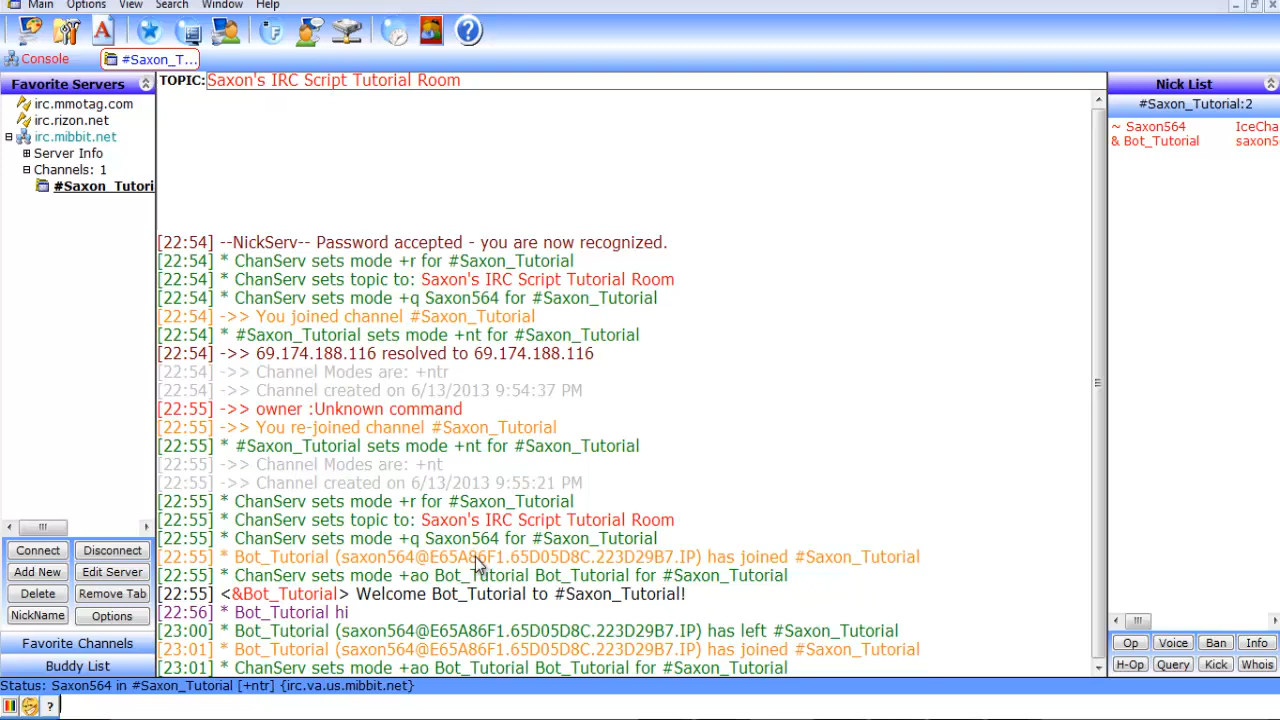 Main Options View Search Window Help
Console #Saxon_T...
Favorite Servers
irc.mmotag.com
irc.rizon.net
irc.mibbit.net
Server Info
Channels: 1
#Saxon_Tutori
Connect Disconnect
Add New Edit Server
Delete Remove Tab
NickName Options
Favorite Channels
Buddy List
TOPIC: Saxon's IRC Script Tutorial Room
[22:54] --NickServ-- Password accepted - you are now recognized.
[22:54] * ChanServ sets mode +r for #Saxon_Tutorial
[22:54] * ChanServ sets topic to: Saxon's IRC Script Tutorial Room
[22:54] * ChanServ sets mode +q Saxon564 for #Saxon_Tutorial
[22:54] ->> You joined channel #Saxon_Tutorial
[22:54] * #Saxon_Tutorial sets mode +nt for #Saxon_Tutorial
[22:54] ->> 69.174.188.116 resolved to 69.174.188.116
[22:54] ->> Channel Modes are: +ntr
[22:54] ->> Channel created on 6/13/2013 9:54:37 PM
[22:55] ->> owner :Unknown command
[22:55] ->> You re-joined channel #Saxon_Tutorial
[22:55] * #Saxon_Tutorial sets mode +nt for #Saxon_Tutorial
[22:55] ->> Channel Modes are: +nt
[22:55] ->> Channel created on 6/13/2013 9:55:21 PM
[22:55] * ChanServ sets mode +r for #Saxon_Tutorial
[22:55] * ChanServ sets topic to: Saxon's IRC Script Tutorial Room
[22:55] * ChanServ sets mode +q Saxon564 for #Saxon_Tutorial
[22:55] * Bot_Tutorial (saxon564@E65A86F1.65D05D8C.223D29B7.IP) has joined #Saxon_Tutorial
[22:55] * ChanServ sets mode +ao Bot_Tutorial Bot_Tutorial for #Saxon_Tutorial
[22:55] <&Bot_Tutorial> Welcome Bot_Tutorial to #Saxon_Tutorial!
[22:56] * Bot_Tutorial hi
[23:00] * Bot_Tutorial (saxon564@E65A86F1.65D05D8C.223D29B7.IP) has left #Saxon_Tutorial
[23:01] * Bot_Tutorial (saxon564@E65A86F1.65D05D8C.223D29B7.IP) has joined #Saxon_Tutorial
[23:01] * ChanServ sets mode +ao Bot_Tutorial Bot_Tutorial for #Saxon_Tutorial
Nick List
#Saxon_Tutorial:2
~ Saxon564 IceCha
& Bot_Tutorial saxon5
Op Voice Ban Info
H-Op Query Kick Whois
Status: Saxon564 in #Saxon_Tutorial [+ntr] {irc.va.us.mibbit.net}